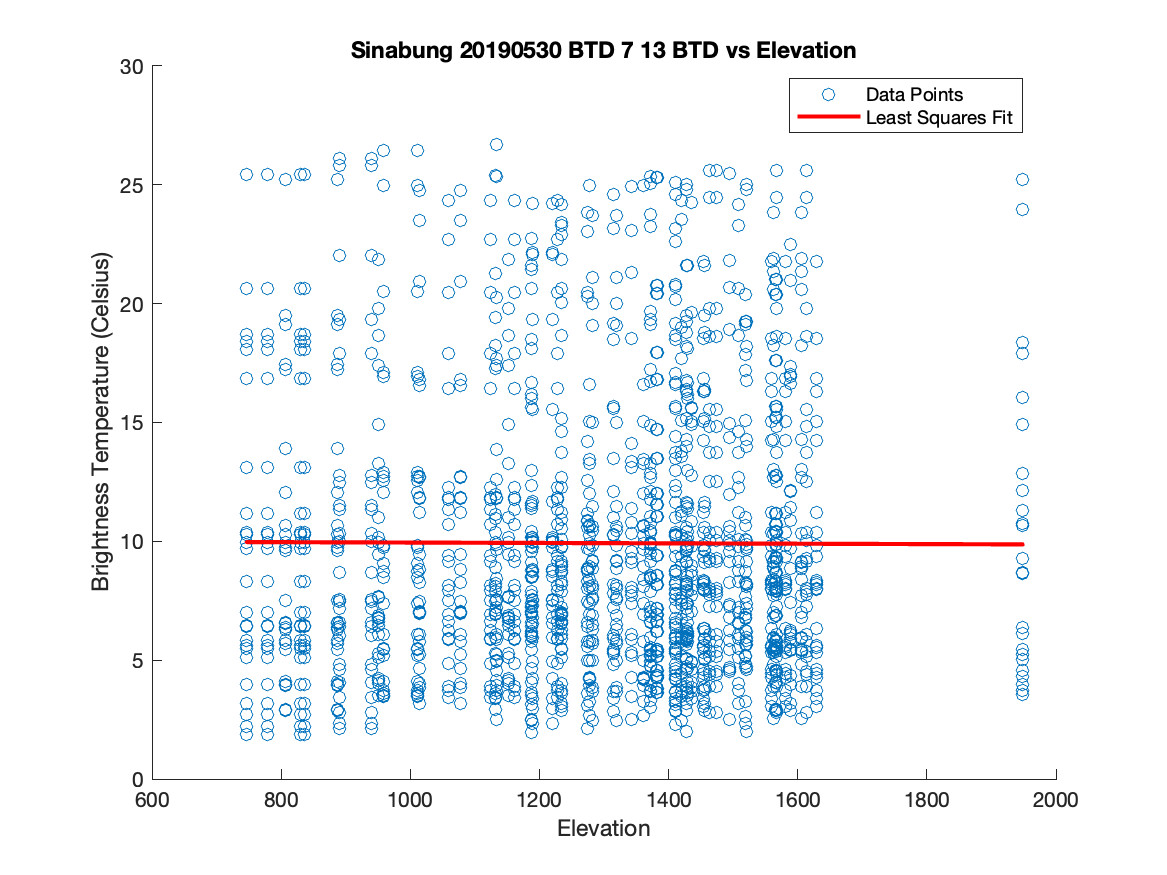 Sinabung 20190530 BTD 7 13 BTD vs Elevation
Data Points
Least Squares Fit
Brightness Temperature (Celsius)
30
25
20
15
10
5
0
600 800 1000 1200 1400 1600 1800 2000
Elevation